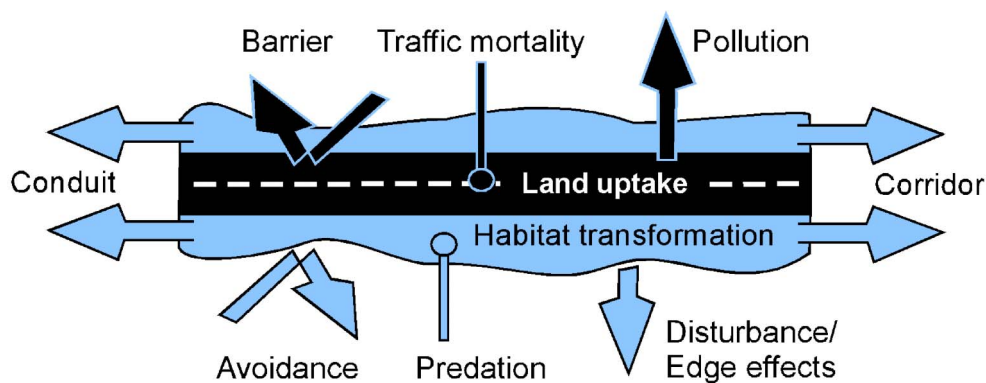 Barrier
Traffic mortality
Pollution
Conduit
Land uptake
Corridor
Habitat transformation
Avoidance
Predation
Disturbance/
Edge effects